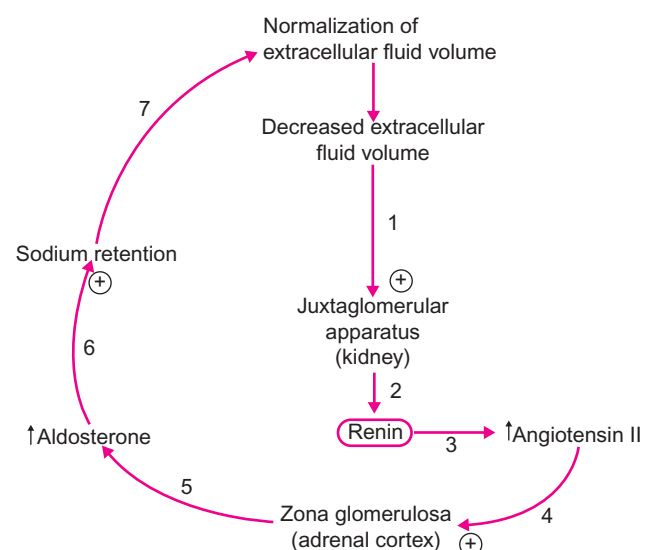 Normalization of
extracellular fluid volume
7
Decreased extracellular
fluid volume
1
Sodium retention
+
+
Juxtaglomerular
apparatus
(kidney)
6
2
↑Aldosterone
Renin
3
↑Angiotensin II
5
4
Zona glomerulosa
(adrenal cortex)
+